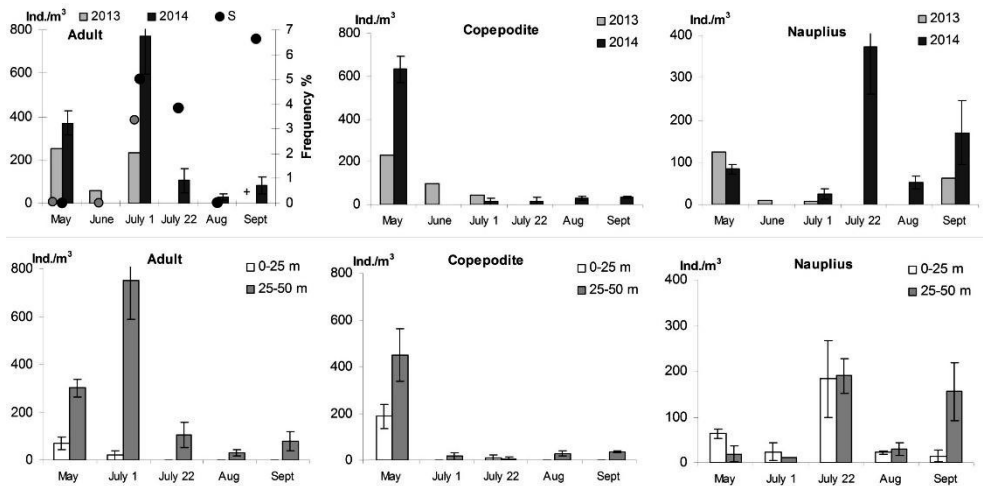 Ind./m³ 2013 2014 S
Adult
800
600
400
200
0
7
6
5
4
3
2
1
0
Frequency %
+
May June July 1 July 22 Aug Sept
Ind./m³ 2013
Copepodite 2014
800
600
400
200
0
May June July 1 July 22 Aug Sept
Ind./m³ 2013
Nauplius 2014
400
300
200
100
0
May June July 1 July 22 Aug Sept
Ind./m³ Adult
0-25 m
25-50 m
800
600
400
200
0
May July 1 July 22 Aug Sept
Ind./m³ Copepodite
0-25 m
25-50 m
800
600
400
200
0
May July 1 July 22 Aug Sept
Ind./m³ Nauplius
0-25 m
25-50 m
400
300
200
100
0
May July 1 July 22 Aug Sept